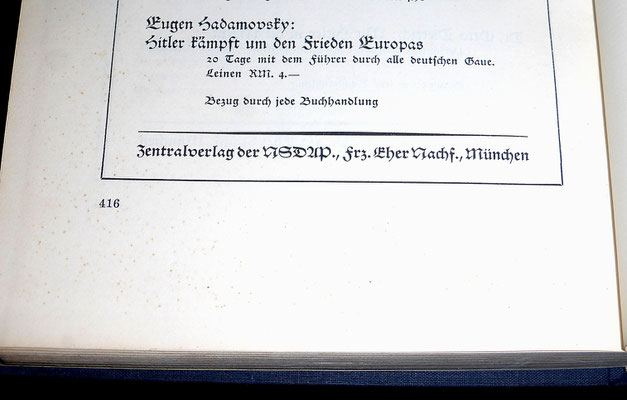 Eugen Hadamovsky:
Hitler kämpft um den Frieden Europas
20 Tage mit dem Führer durch alle deutschen Gaue.
Leinen RM. 4.—
Bezug durch jede Buchhandlung
Zentralverlag der NSDAP., Frz. Eher Nachf., München
416